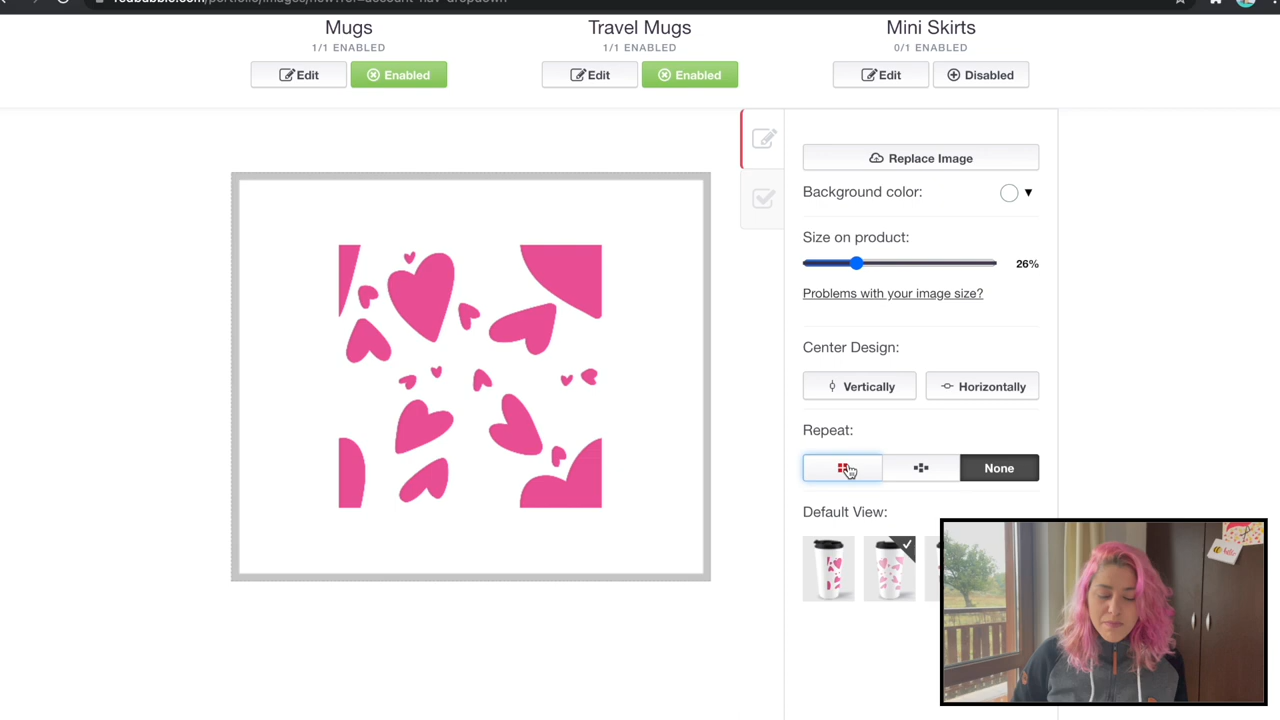 Mugs
1/1 ENABLED
Edit
Enabled
Travel Mugs
1/1 ENABLED
Edit
Enabled
Mini Skirts
0/1 ENABLED
Edit
Disabled
Replace Image
Background color:
Size on product:
26%
Problems with your image size?
Center Design:
Vertically
Horizontally
Repeat:
None
Default View: